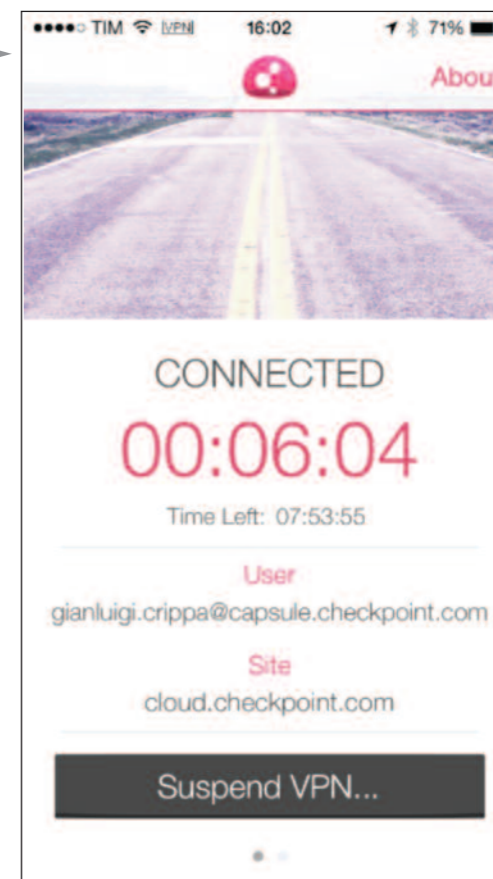 TIM VPN 16:02 71%
Abou
CONNECTED
00:06:04
Time Left: 07:53:55
User
gianluigi.crippa@capsule.checkpoint.com
Site
cloud.checkpoint.com
Suspend VPN...